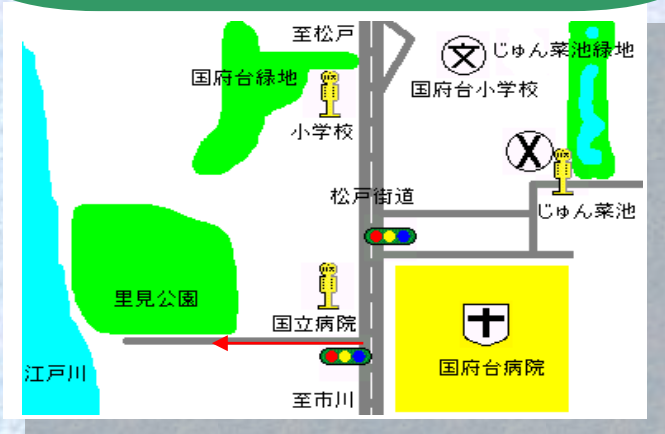 至松戸
じゅん菜池緑地
国府台緑地
国府台小学校
小学校
松戸街道
じゅん菜池
里見公園
国立病院
国府台病院
江戸川
至市川